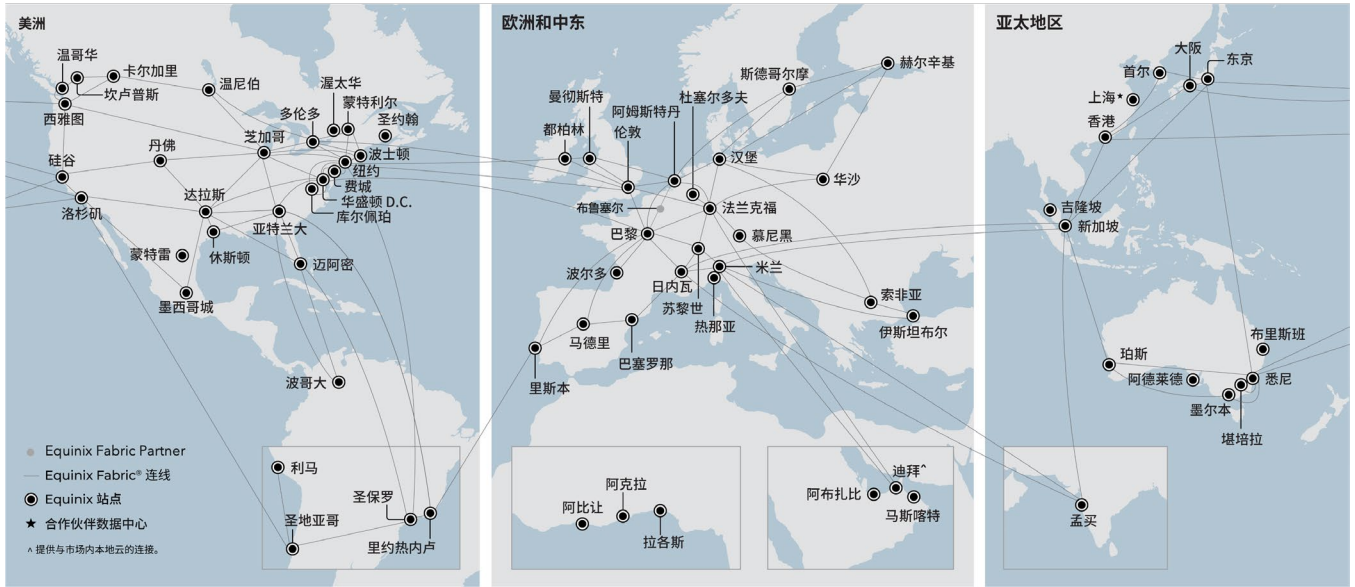 美洲
温哥华
卡尔加里
坎卢普斯
西雅图
温尼伯
渥太华
多伦多
蒙特利尔
圣约翰
丹佛
芝加哥
波士顿
纽约
费城
华盛顿 D.C.
库尔佩珀
硅谷
洛杉矶
达拉斯
亚特兰大
休斯顿
蒙特雷
迈阿密
墨西哥城
波哥大
利马
圣保罗
圣地亚哥
里约热内卢
Equinix Fabric Partner
Equinix Fabric® 连线
Equinix 站点
★ 合作伙伴数据中心
^ 提供与市场内本地云的连接。
欧洲和中东
赫尔辛基
斯德哥尔摩
曼彻斯特
杜塞尔多夫
阿姆斯特丹
都柏林
伦敦
汉堡
华沙
布鲁塞尔
法兰克福
巴黎
慕尼黑
波尔多
日内瓦
米兰
苏黎世
热那亚
索非亚
伊斯坦布尔
马德里
巴塞罗那
里斯本
阿比让
阿克拉
拉各斯
迪拜^
阿布扎比
马斯喀特
亚太地区
大阪
东京
首尔
上海★
香港
吉隆坡
新加坡
布里斯班
珀斯
阿德莱德
悉尼
墨尔本
堪培拉
孟买